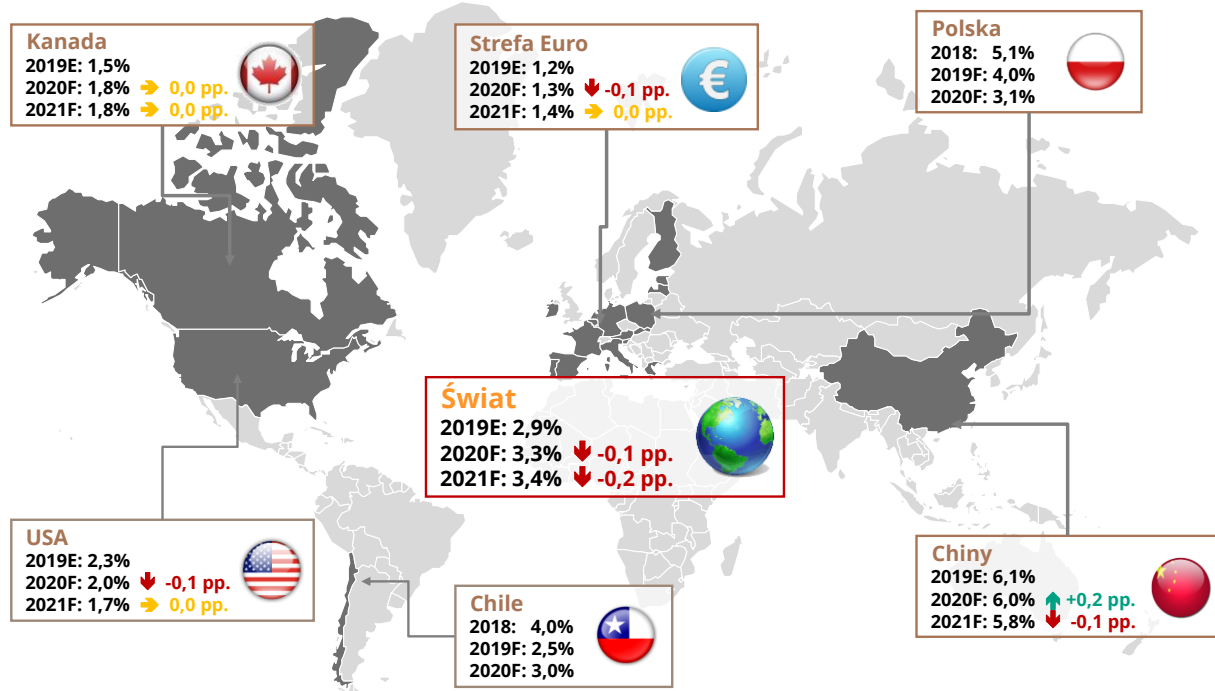 Kanada
2019E: 1,5%
2020F: 1,8% 0,0 pp.
2021F: 1,8% 0,0 pp.
Strefa Euro
2019E: 1,2%
2020F: 1,3% -0,1 pp.
2021F: 1,4% 0,0 pp.
€
Polska
2018: 5,1%
2019F: 4,0%
2020F: 3,1%
Świat
2019E: 2,9%
2020F: 3,3% -0,1 pp.
2021F: 3,4% -0,2 pp.
USA
2019E: 2,3%
2020F: 2,0% -0,1 pp.
2021F: 1,7% 0,0 pp.
Chile
2018: 4,0%
2019F: 2,5%
2020F: 3,0%
Chiny
2019E: 6,1%
2020F: 6,0% +0,2 pp.
2021F: 5,8% -0,1 pp.